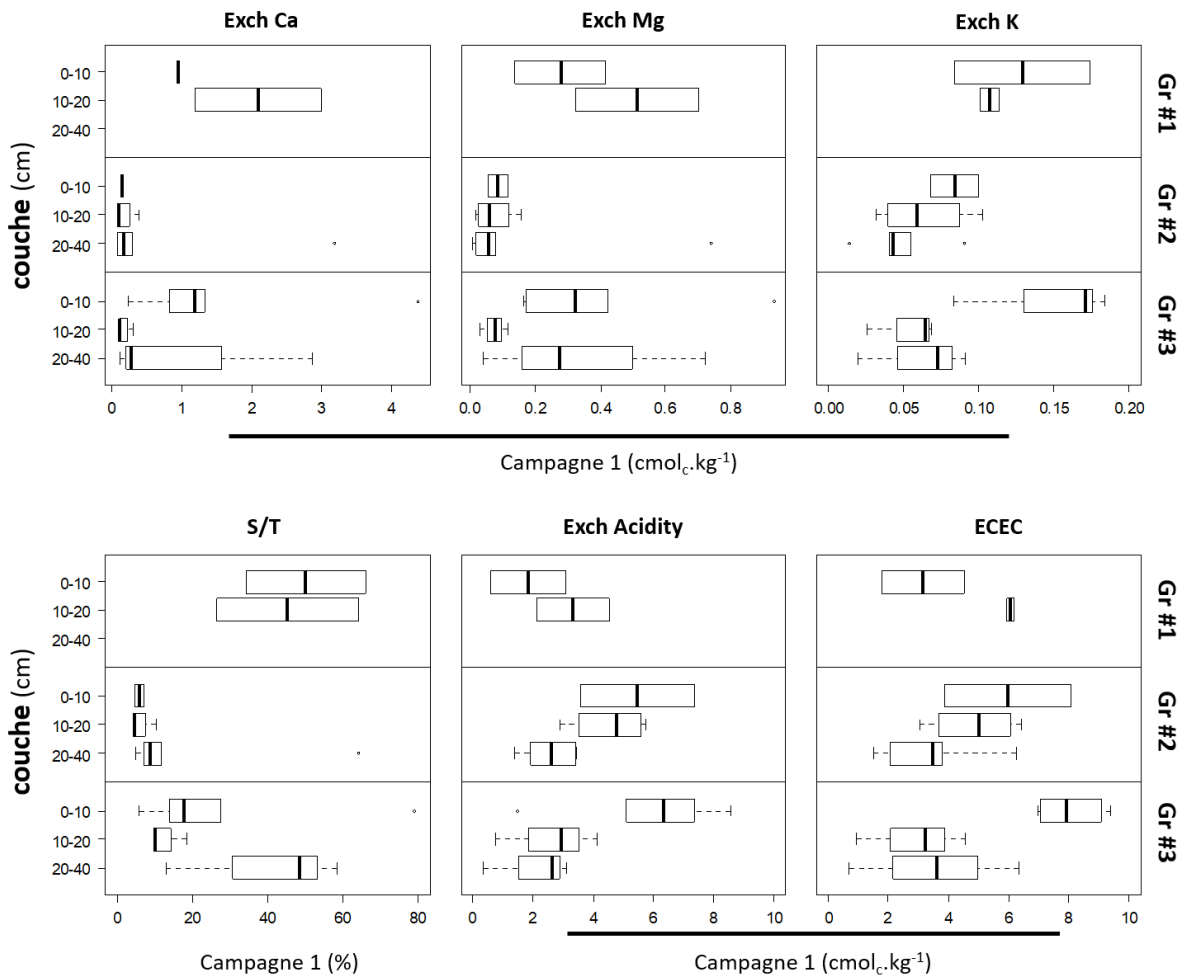 Exch Ca Exch Mg Exch K
0-10
10-20
20-40
Gr #1
0-10
10-20
20-40
Gr #2
0-10
10-20
20-40
Gr #3
couche (cm)
0 1 2 3 4 0.0 0.2 0.4 0.6 0.8 0.00 0.05 0.10 0.15 0.20
Campagne 1 (cmolc.kg-1)
S/T Exch Acidity ECEC
0-10
10-20
20-40
Gr #1
0-10
10-20
20-40
Gr #2
0-10
10-20
20-40
Gr #3
couche (cm)
0 20 40 60 80 0 2 4 6 8 10 0 2 4 6 8 10
Campagne 1 (%) Campagne 1 (cmolc.kg-1)